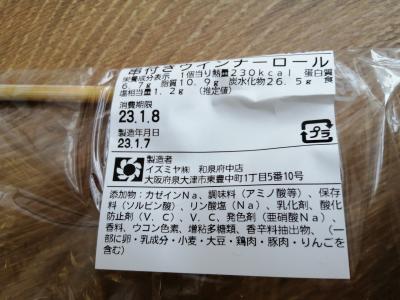 串付きウインナーロール
栄養成分表示 1個当り熱量230kcal 蛋白質
6.7g 脂質10.9g 炭水化物26.5g 食
塩相当量1.2g (推定値)
消費期限
23.1.8
製造年月日
23.1.7
プラ
製造者
イズミヤ㈱ 和泉府中店
大阪府泉大津市東豊中町1丁目5番10号
添加物:カゼインNa、調味料(アミノ酸等)、保存
料(ソルビン酸)、リン酸塩(Na)、乳化剤、酸化
防止剤(V.C、V.C)、発色剤(亜硝酸Na)、
香料、ウコン色素、増粘多糖類、香辛料抽出物、(一
部に卵・乳成分・小麦・大豆・鶏肉・豚肉・りんごを
含む)